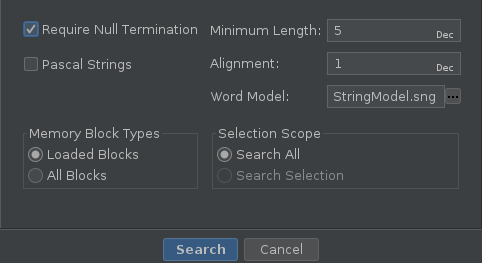 Require Null Termination Minimum Length: 5 Dec
Pascal Strings Alignment: 1 Dec
Word Model: StringModel.sng ...
Memory Block Types Selection Scope
Loaded Blocks Search All
All Blocks Search Selection
Search Cancel